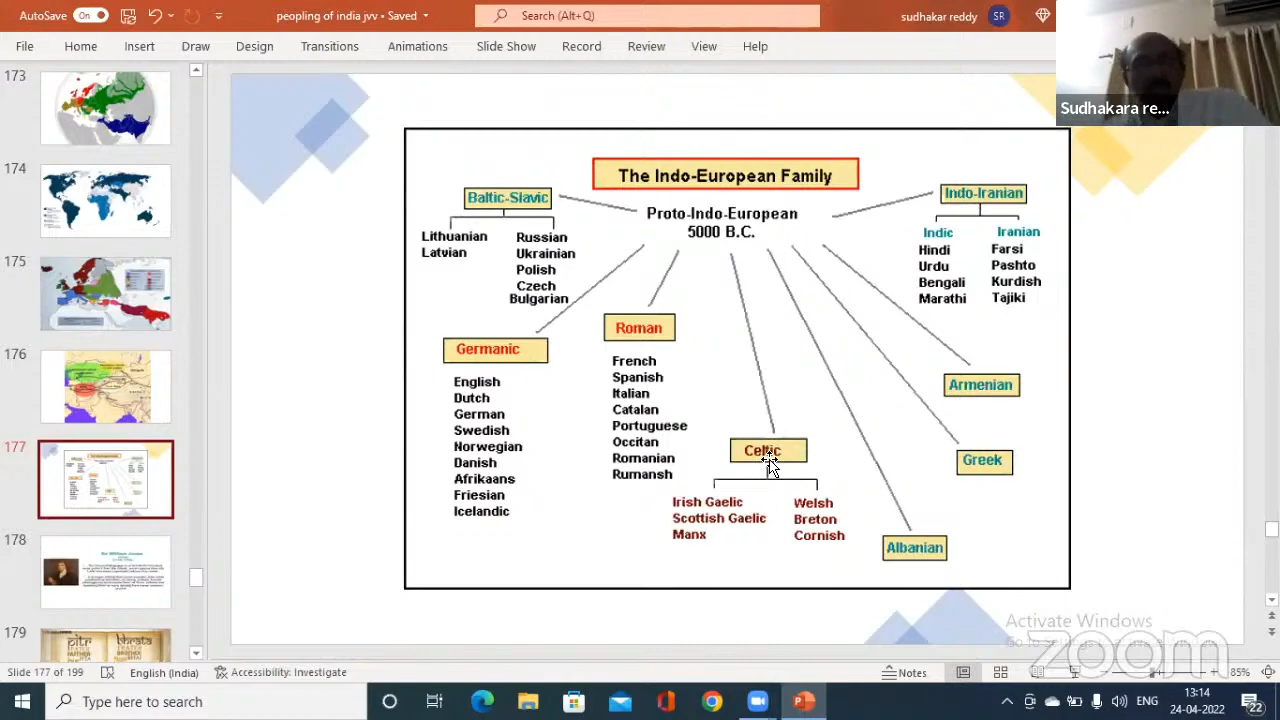 AutoSave On peopling of india jvv • Saved Search (Alt+Q) sudhakar reddy SR
File Home Insert Draw Design Transitions Animations Slide Show Record Review View Help
Sudhakara re...
173
174
175
176
177
178
179
pitr bhrata
The Indo-European Family
Proto-Indo-European
5000 B.C.
Baltic-Slavic
Lithuanian
Latvian
Russian
Ukrainian
Polish
Czech
Bulgarian
Indo-Iranian
Indic
Hindi
Urdu
Bengali
Marathi
Iranian
Farsi
Pashto
Kurdish
Tajiki
Germanic
English
Dutch
German
Swedish
Norwegian
Danish
Afrikaans
Friesian
Icelandic
Roman
French
Spanish
Italian
Catalan
Portuguese
Occitan
Romanian
Rumansh
Celtic
Irish Gaelic
Scottish Gaelic
Manx
Welsh
Breton
Cornish
Armenian
Greek
Albanian
Activate Windows
zoom
Slide 177 of 199 English (India) Accessibility: Investigate Notes 85%
Type here to search
ENG
13:14
24-04-2022
22